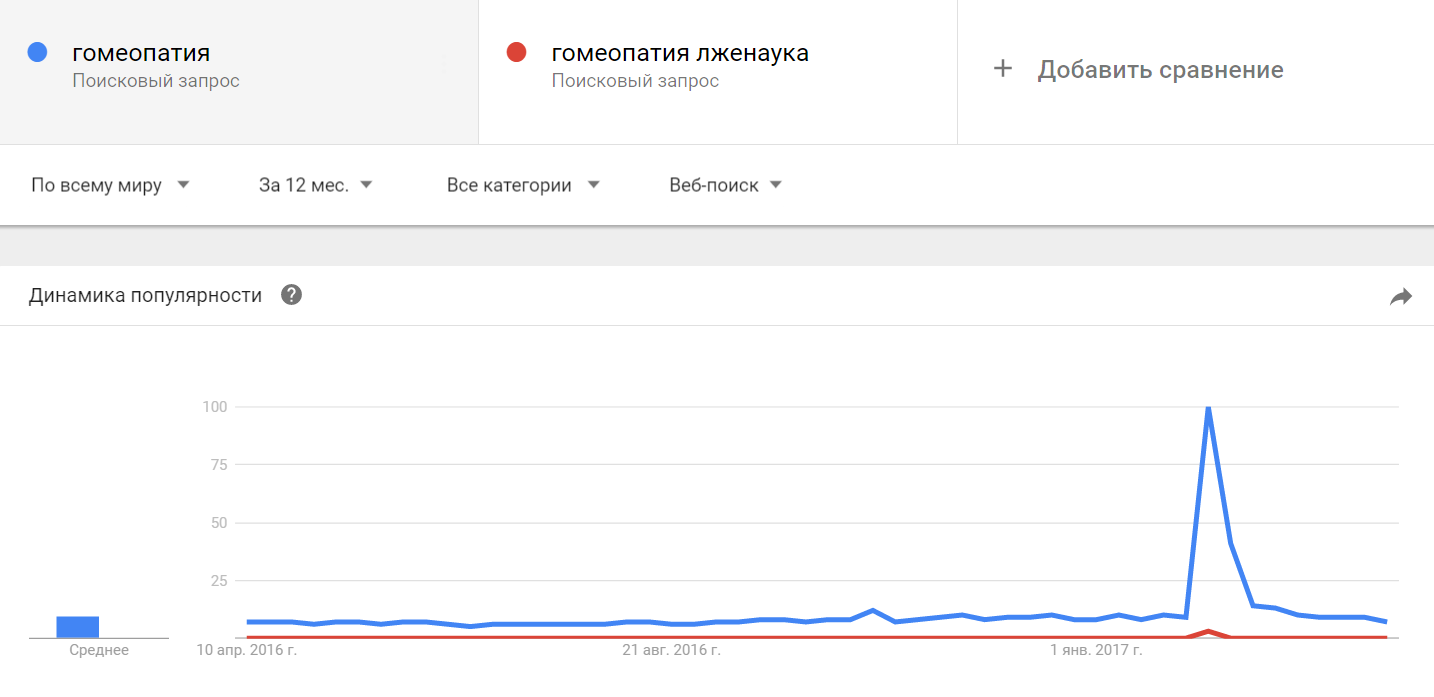 гомеопатия
Поисковый запрос
гомеопатия лженаука
Поисковый запрос
+ Добавить сравнение
По всему миру
За 12 мес.
Все категории
Веб-поиск
Динамика популярности ?
100
75
50
25
Среднее
10 апр. 2016 г.
21 авг. 2016 г.
1 янв. 2017 г.